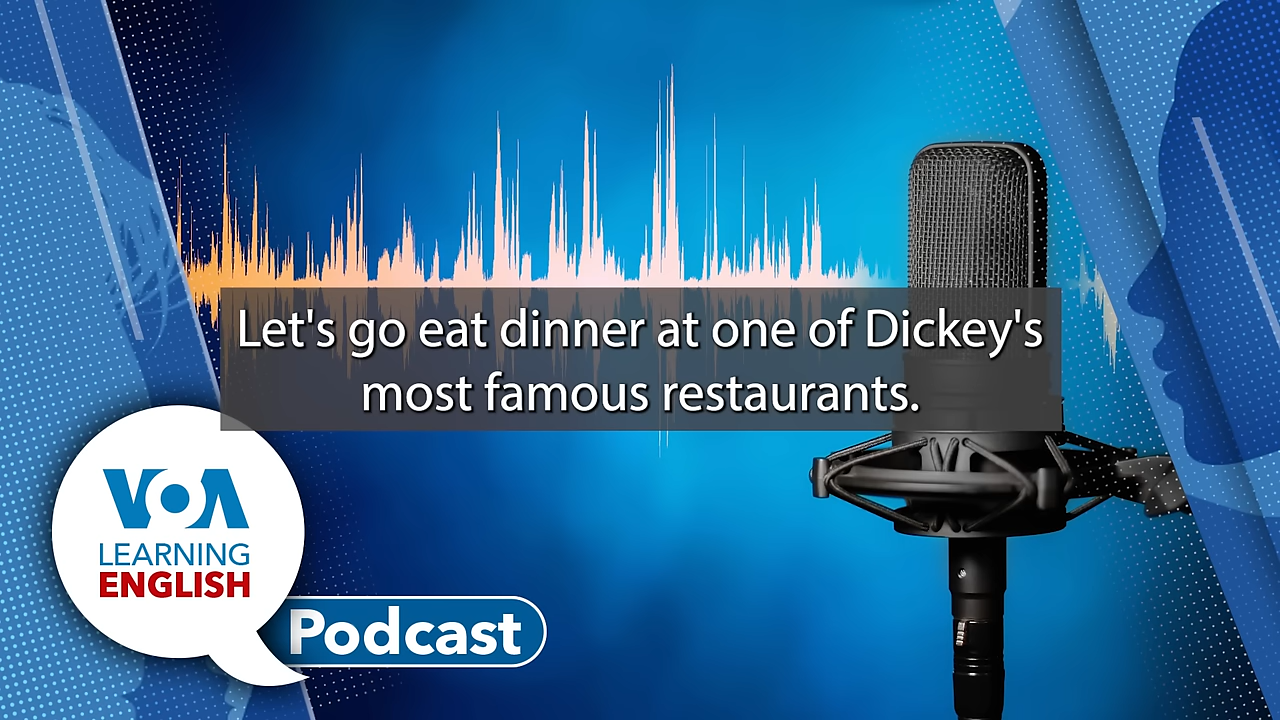 Let's go eat dinner at one of Dickey's
most famous restaurants.
VOA
LEARNING
ENGLISH
Podcast